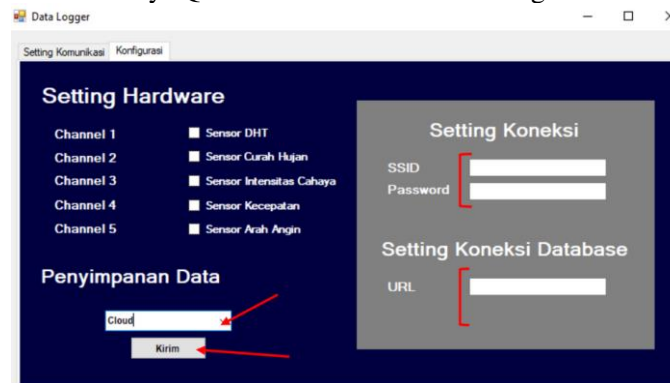 Data Logger
Setting Komunikasi Konfigurasi
Setting Hardware
Channel 1 Sensor DHT
Channel 2 Sensor Curah Hujan
Channel 3 Sensor Intensitas Cahaya
Channel 4 Sensor Kecepatan
Channel 5 Sensor Arah Angin
Penyimpanan Data
Cloud
Kirim
Setting Koneksi
SSID
Password
Setting Koneksi Database
URL